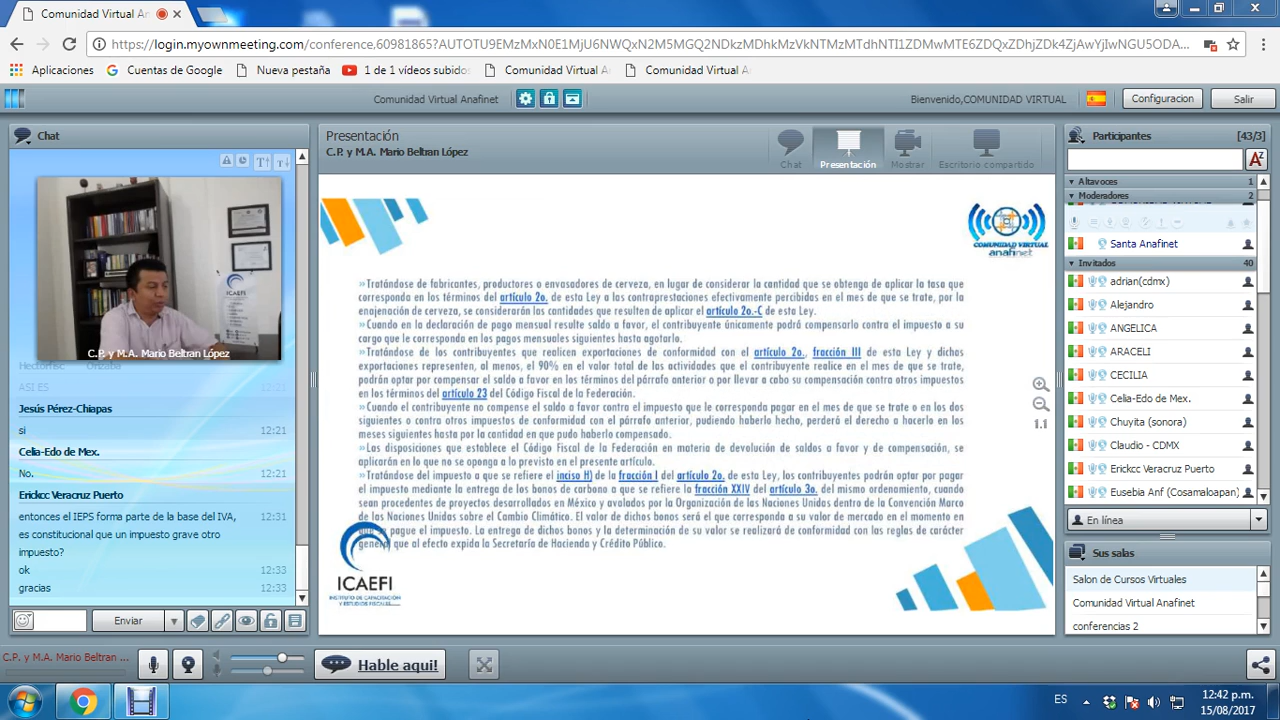 Comunidad Virtual An
https://login.myownmeeting.com/conference,60981865?AUTOTU9EMzMxN0E1MjU6NWQxN2M5MGQ2NDkzMDhkMzVkNTMzMTdhNTI1ZDMwMTE6ZDQxZDhjZDk4ZjAwYjIwNGU5ODA...
Aplicaciones
Cuentas de Google
Nueva pestaña
1 de 1 vídeos subidos
Comunidad Virtual An
Comunidad Virtual An
Comunidad Virtual Anafinet
Bienvenido,COMUNIDAD VIRTUAL
Configuracion
Salir
Chat
C.P. y M.A. Mario Beltran López
Orizaba
ASI ES 12:21
Jesús Pérez-Chiapas
si 12:21
Celia-Edo de Mex.
No. 12:21
Erickcc Veracruz Puerto
entonces el IEPS forma parte de la base del IVA, 12:31
es constitucional que un impuesto grave otro
impuesto?
ok 12:33
gracias 12:33
Enviar
Presentación
C.P. y M.A. Mario Beltran López
Chat
Presentación
Mostrar
Escritorio compartido
COMUNIDAD VIRTUAL
anafinet
»Tratándose de fabricantes, productores o envasadores de cerveza, en lugar de considerar la cantidad que se obtenga de aplicar la tasa que
corresponda en los términos del artículo 2o. de esta Ley a las contraprestaciones efectivamente percibidas en el mes de que se trate, por la
enajenación de cerveza, se considerarán las cantidades que resulten de aplicar el artículo 2o.-C de esta Ley.
»Cuando en la declaración de pago mensual resulte saldo a favor, el contribuyente únicamente podrá compensarlo contra el impuesto a su
cargo que le corresponda en los pagos mensuales siguientes hasta agotarlo.
»Tratándose de los contribuyentes que realicen exportaciones de conformidad con el artículo 2o., fracción III de esta Ley y dichas
exportaciones representen, al menos, el 90% en el valor total de las actividades que el contribuyente realice en el mes de que se trate,
podrán optar por compensar el saldo a favor en los términos del párrafo anterior o por llevar a cabo su compensación contra otros impuestos
en los términos del artículo 23 del Código Fiscal de la Federación.
»Cuando el contribuyente no compense el saldo a favor contra el impuesto que le corresponda pagar en el mes de que se trate o en los dos
siguientes o contra otros impuestos de conformidad con el párrafo anterior, pudiendo haberlo hecho, perderá el derecho a hacerlo en los
meses siguientes hasta por la cantidad en que pudo haberlo compensado.
»Las disposiciones que establece el Código Fiscal de la Federación en materia de devolución de saldos a favor y de compensación, se
aplicarán en lo que no se oponga a lo previsto en el presente artículo.
»Tratándose del impuesto a que se refiere el inciso H) de la fracción I del artículo 2o. de esta Ley, los contribuyentes podrán optar por pagar
el impuesto mediante la entrega de los bonos de carbono a que se refiere la fracción XXIV del artículo 3o. del mismo ordenamiento, cuando
sean procedentes de proyectos desarrollados en México y avalados por la Organización de las Naciones Unidas dentro de la Convención Marco
de las Naciones Unidas sobre el Cambio Climático. El valor de dichos bonos será el que corresponda a su valor de mercado en el momento en
que se pague el impuesto. La entrega de dichos bonos y la determinación de su valor se realizará de conformidad con las reglas de carácter
general que al efecto expida la Secretaría de Hacienda y Crédito Público.
ICAEFI
INSTITUTO DE CAPACITACIÓN
Y ESTUDIOS FISCALES
1.1
Participantes [43/3]
Altavoces 1
Moderadores 2
Santa Anafinet
Invitados 40
adrian(cdmx)
Alejandro
ANGELICA
ARACELI
CECILIA
Celia-Edo de Mex.
Chuyita (sonora)
Claudio - CDMX
Erickcc Veracruz Puerto
Eusebia Anf (Cosamaloapan)
En línea
Sus salas
Salon de Cursos Virtuales
Comunidad Virtual Anafinet
conferencias 2
C.P. y M.A. Mario Beltran ...
Hable aqui!
ES
12:42 p.m.
15/08/2017